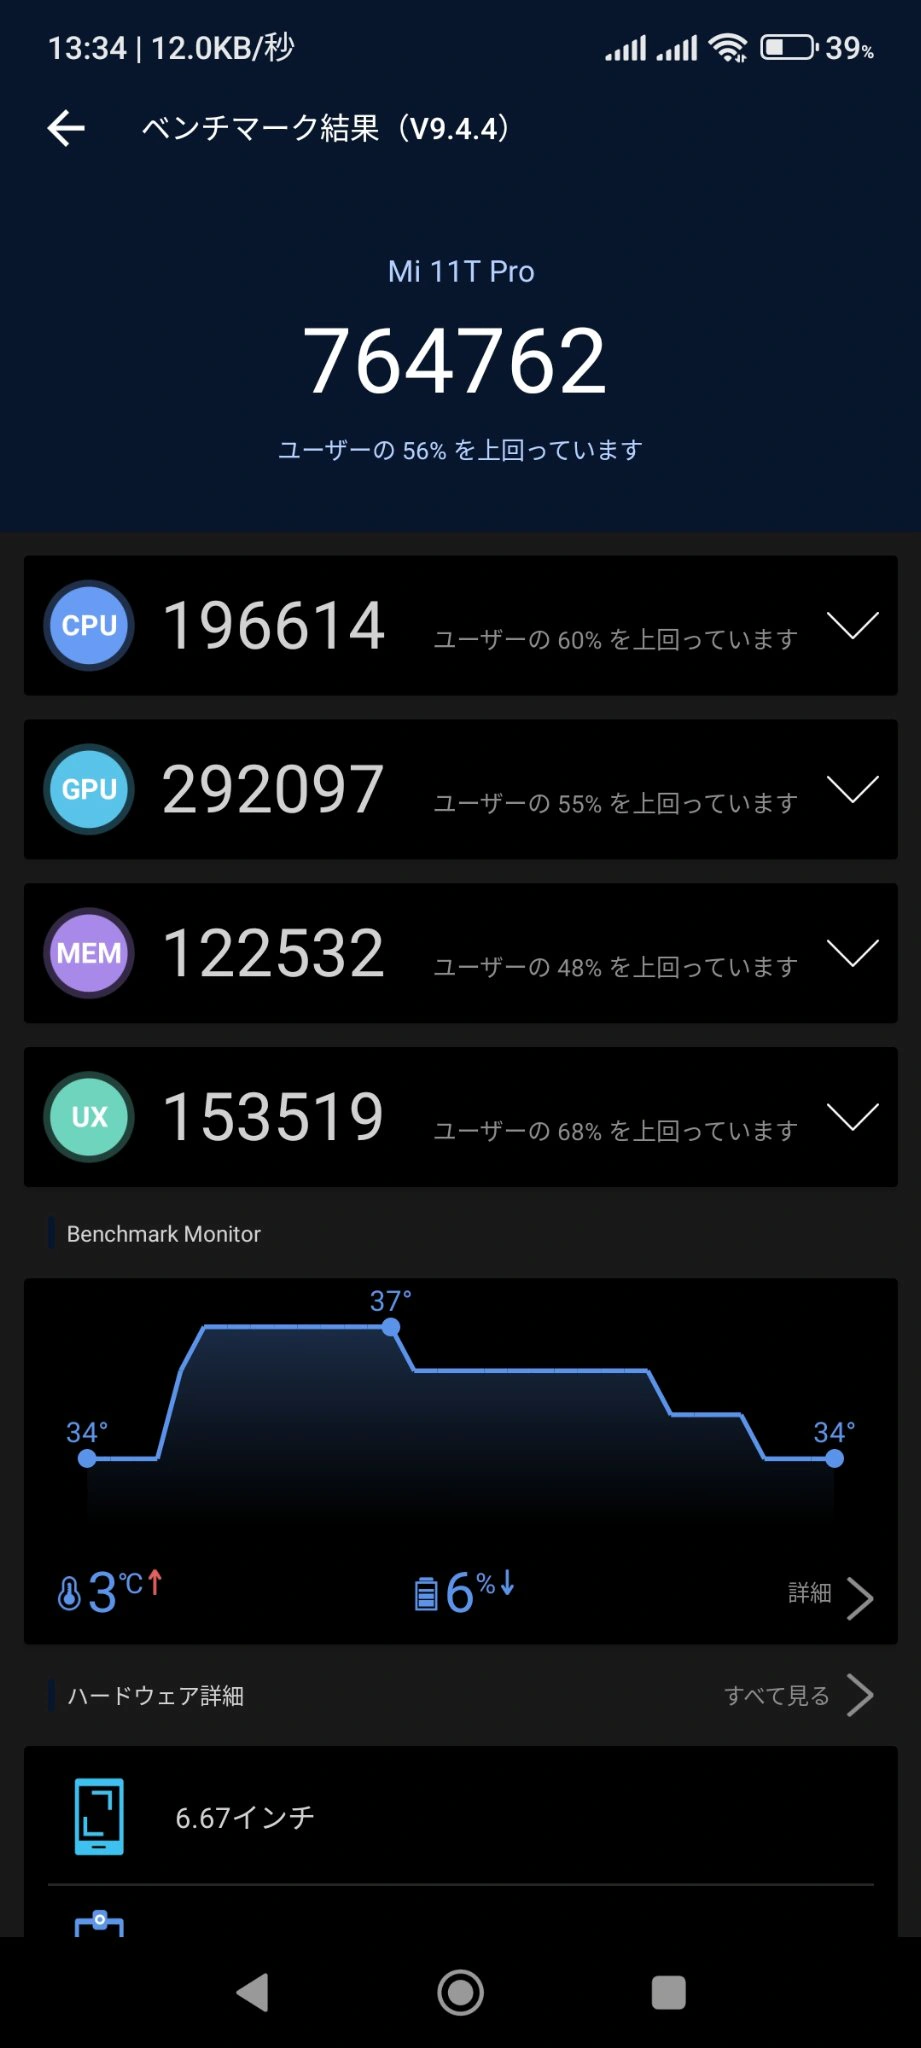 13:34 | 12.0KB/秒 39%
ベンチマーク結果（V9.4.4）
Mi 11T Pro
764762
ユーザーの 56% を上回っています
CPU 196614 ユーザーの 60% を上回っています
GPU 292097 ユーザーの 55% を上回っています
MEM 122532 ユーザーの 48% を上回っています
UX 153519 ユーザーの 68% を上回っています
Benchmark Monitor
37°
34° 34°
3℃↑ 6%↓ 詳細
ハードウェア詳細 すべて見る
6.67インチ